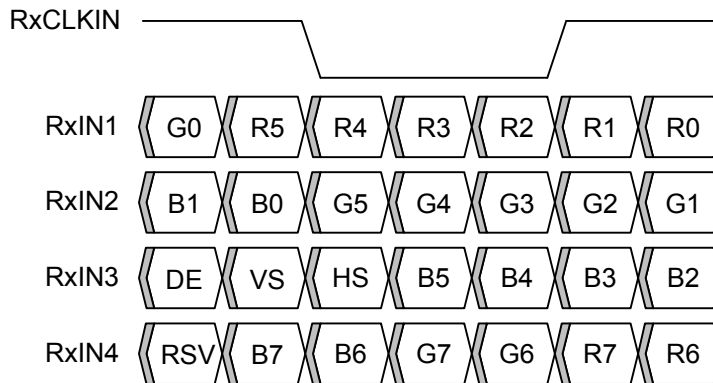 RxCLKIN
RxIN1 G0 R5 R4 R3 R2 R1 R0
RxIN2 B1 B0 G5 G4 G3 G2 G1
RxIN3 DE VS HS B5 B4 B3 B2
RxIN4 RSV B7 B6 G7 G6 R7 R6